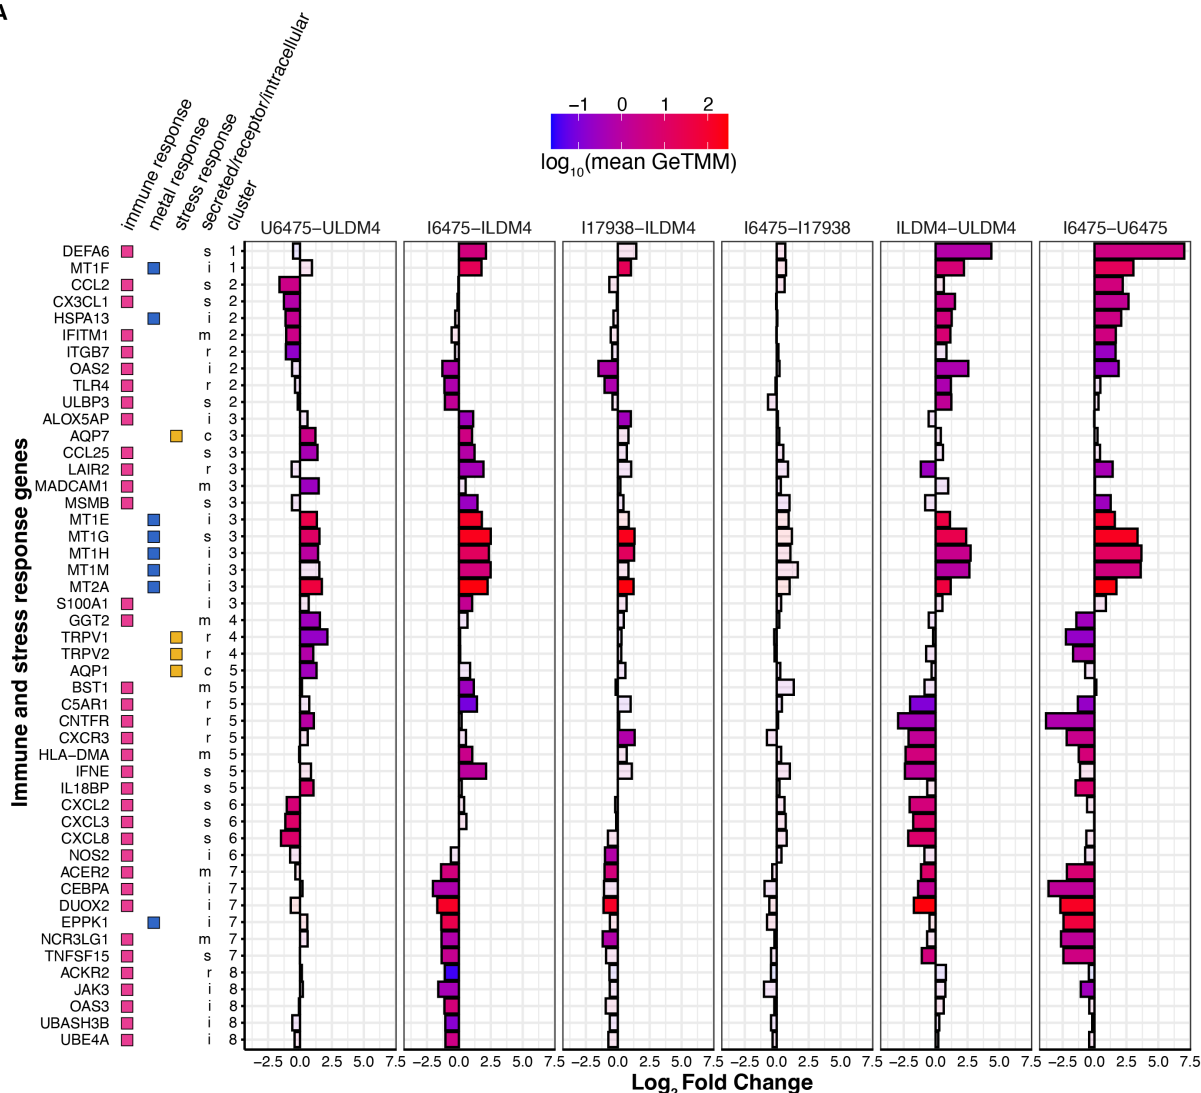 A
immune response
metal response
stress response
secreted/receptor/intracellular
cluster
−1 0 1 2
log10(mean GeTMM)
U6475−ULDM4 I6475−ILDM4 I17938−ILDM4 I6475−I17938 ILDM4−ULDM4 I6475−U6475
Immune and stress response genes
DEFA6 s 1
MT1F i 1
CCL2 s 2
CX3CL1 s 2
HSPA13 i 2
IFITM1 m 2
ITGB7 r 2
OAS2 i 2
TLR4 r 2
ULBP3 s 2
ALOX5AP i 3
AQP7 c 3
CCL25 s 3
LAIR2 r 3
MADCAM1 m 3
MSMB s 3
MT1E i 3
MT1G s 3
MT1H i 3
MT1M i 3
MT2A i 3
S100A1 i 3
GGT2 m 4
TRPV1 r 4
TRPV2 r 4
AQP1 c 5
BST1 m 5
C5AR1 r 5
CNTFR r 5
CXCR3 r 5
HLA−DMA m 5
IFNE s 5
IL18BP s 5
CXCL2 s 6
CXCL3 s 6
CXCL8 s 6
NOS2 i 6
ACER2 m 7
CEBPA i 7
DUOX2 i 7
EPPK1 i 7
NCR3LG1 m 7
TNFSF15 s 7
ACKR2 r 8
JAK3 i 8
OAS3 i 8
UBASH3B i 8
UBE4A i 8
−2.5 0.0 2.5 5.0 7.5 −2.5 0.0 2.5 5.0 7.5 −2.5 0.0 2.5 5.0 7.5 −2.5 0.0 2.5 5.0 7.5 −2.5 0.0 2.5 5.0 7.5 −2.5 0.0 2.5 5.0 7.5
Log2 Fold Change